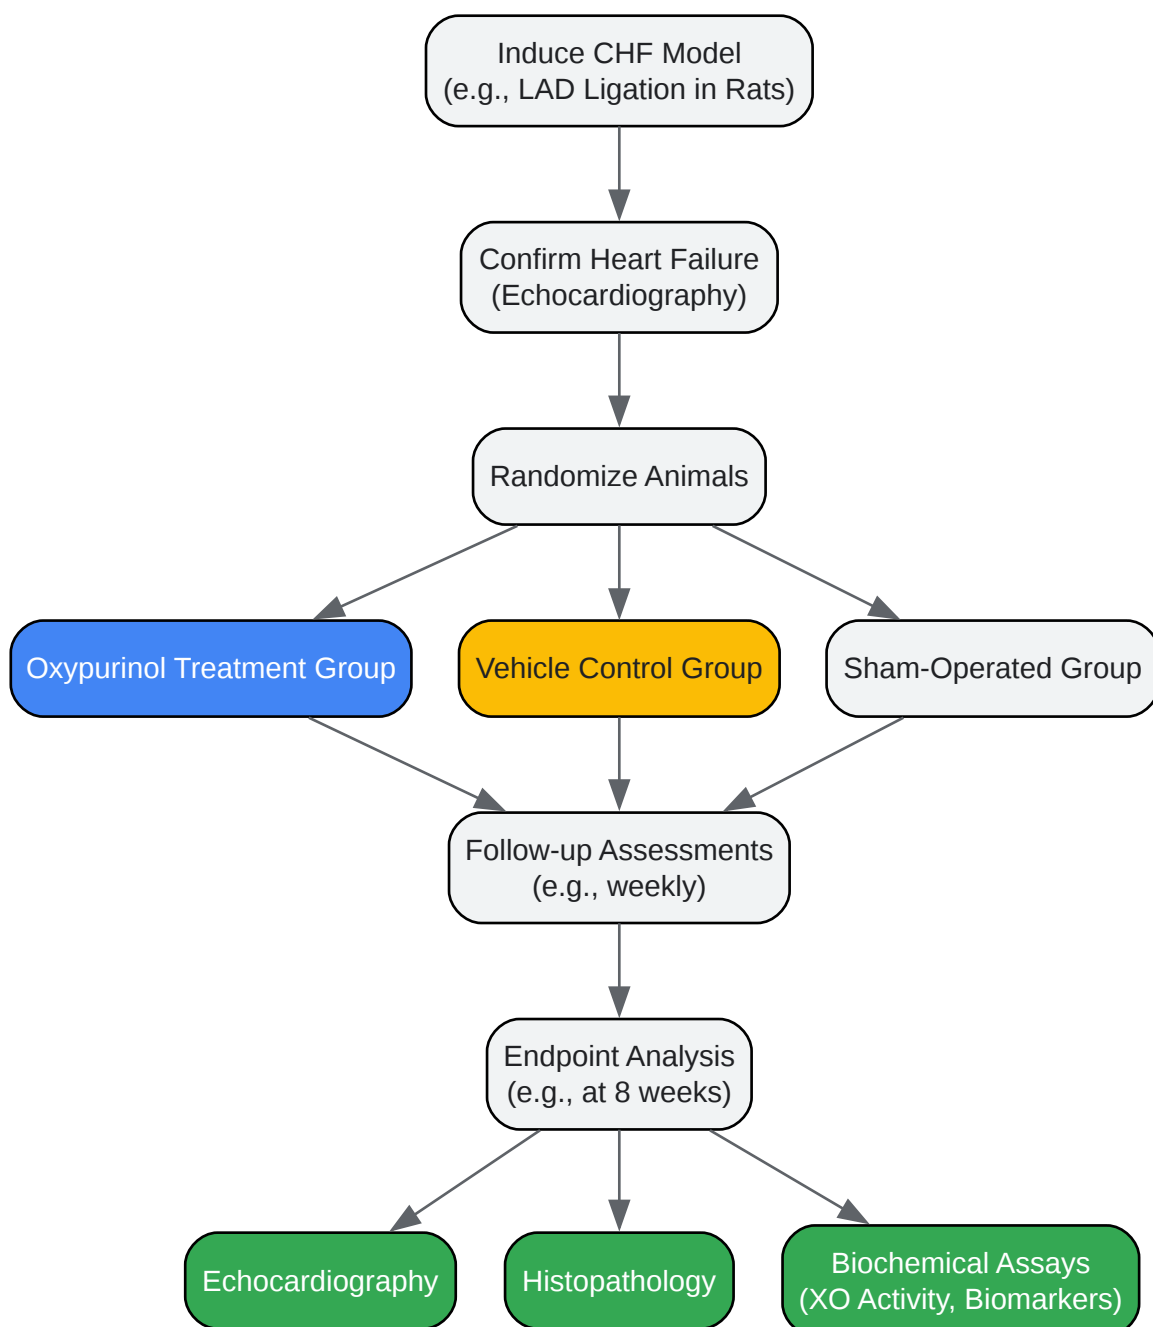 Induce CHF Model
(e.g., LAD Ligation in Rats)
Confirm Heart Failure
(Echocardiography)
Randomize Animals
Oxypurinol Treatment Group
Vehicle Control Group
Sham-Operated Group
Follow-up Assessments
(e.g., weekly)
Endpoint Analysis
(e.g., at 8 weeks)
Echocardiography
Histopathology
Biochemical Assays
(XO Activity, Biomarkers)